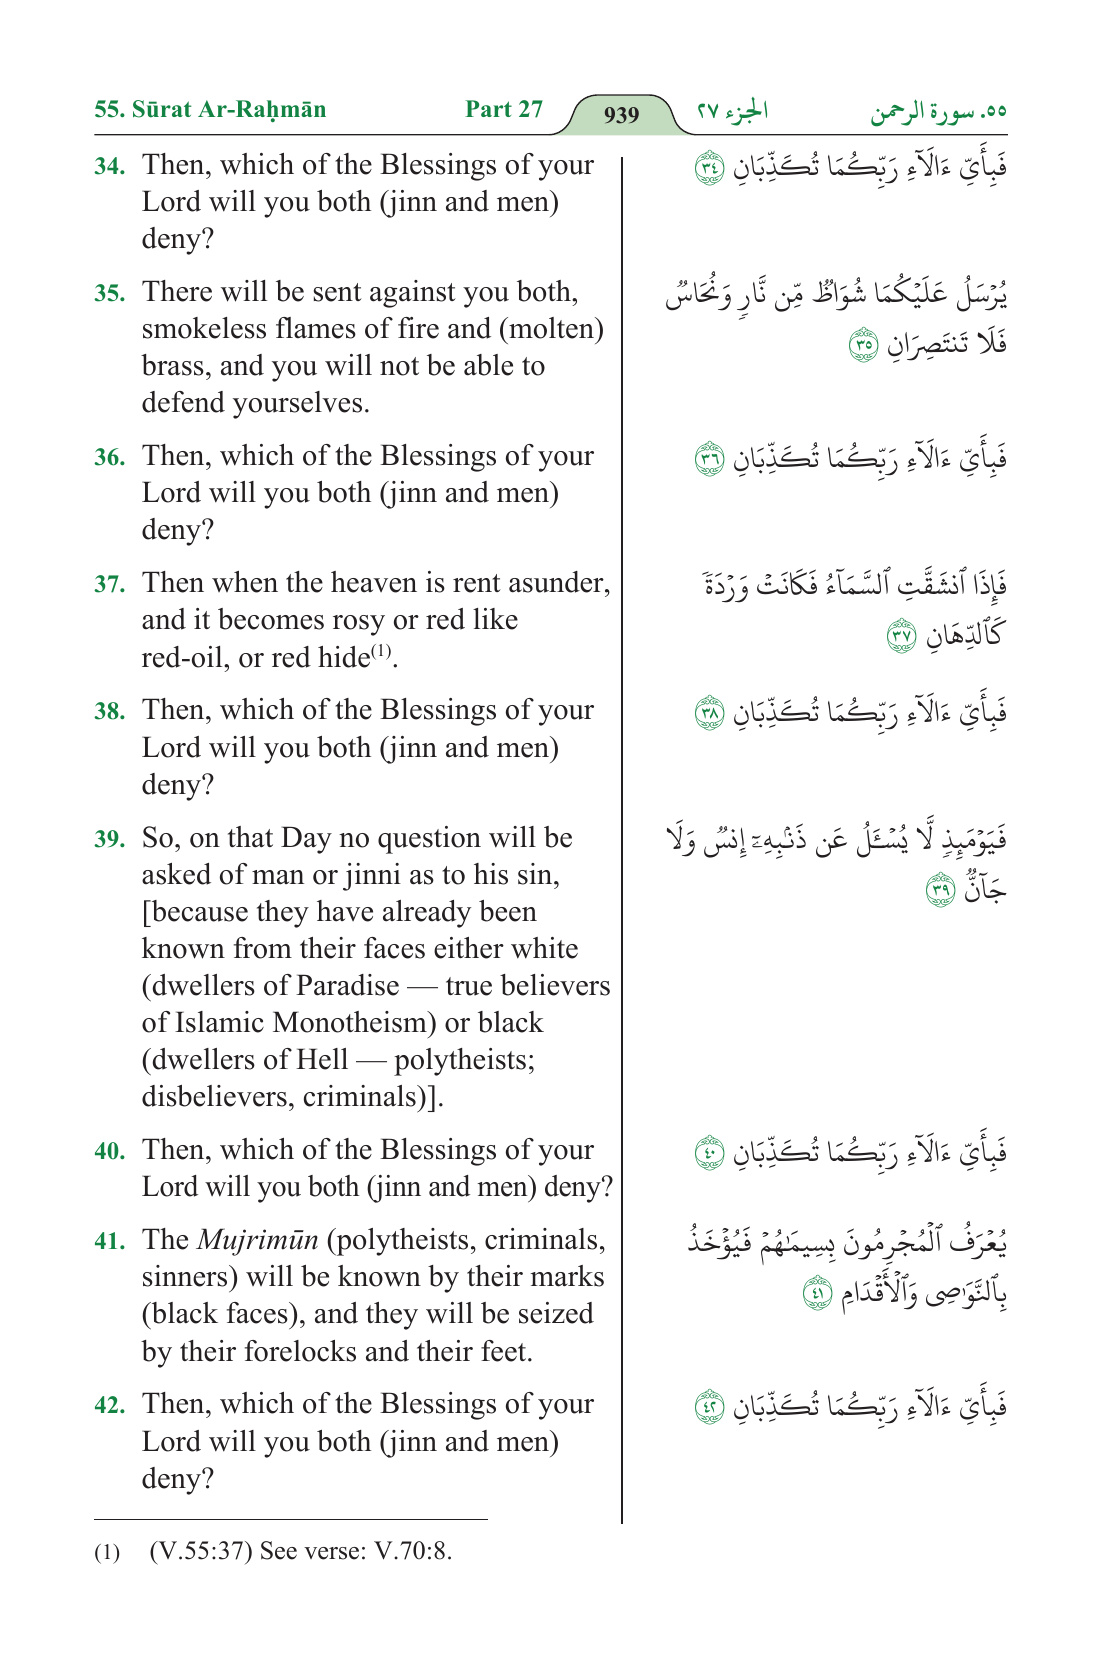 55. Sūrat Ar-Raḥmān Part 27 939 الجزء ٢٧ ٥٥. سورة الرحمن
34. Then, which of the Blessings of your
Lord will you both (jinn and men)
deny?
فَبِأَيِّ ءَالَآءِ رَبِّكُمَا تُكَذِّبَانِ ٣٤
35. There will be sent against you both,
smokeless flames of fire and (molten)
brass, and you will not be able to
defend yourselves.
يُرْسَلُ عَلَيْكُمَا شُوَاظٌ مِّن نَّارٍ وَنُحَاسٌ
فَلَا تَنتَصِرَانِ ٣٥
36. Then, which of the Blessings of your
Lord will you both (jinn and men)
deny?
فَبِأَيِّ ءَالَآءِ رَبِّكُمَا تُكَذِّبَانِ ٣٦
37. Then when the heaven is rent asunder,
and it becomes rosy or red like
red-oil, or red hide(1).
فَإِذَا ٱنشَقَّتِ ٱلسَّمَآءُ فَكَانَتْ وَرْدَةً
كَٱلدِّهَانِ ٣٧
38. Then, which of the Blessings of your
Lord will you both (jinn and men)
deny?
فَبِأَيِّ ءَالَآءِ رَبِّكُمَا تُكَذِّبَانِ ٣٨
39. So, on that Day no question will be
asked of man or jinni as to his sin,
[because they have already been
known from their faces either white
(dwellers of Paradise — true believers
of Islamic Monotheism) or black
(dwellers of Hell — polytheists;
disbelievers, criminals)].
فَيَوْمَئِذٍ لَّا يُسْـَٔلُ عَن ذَنۢبِهِۦٓ إِنسٌ وَلَا
جَآنٌّ ٣٩
40. Then, which of the Blessings of your
Lord will you both (jinn and men) deny?
فَبِأَيِّ ءَالَآءِ رَبِّكُمَا تُكَذِّبَانِ ٤٠
41. The Mujrimūn (polytheists, criminals,
sinners) will be known by their marks
(black faces), and they will be seized
by their forelocks and their feet.
يُعْرَفُ ٱلْمُجْرِمُونَ بِسِيمَـٰهُمْ فَيُؤْخَذُ
بِٱلنَّوَٰصِى وَٱلْأَقْدَامِ ٤١
42. Then, which of the Blessings of your
Lord will you both (jinn and men)
deny?
فَبِأَيِّ ءَالَآءِ رَبِّكُمَا تُكَذِّبَانِ ٤٢
(1) (V.55:37) See verse: V.70:8.